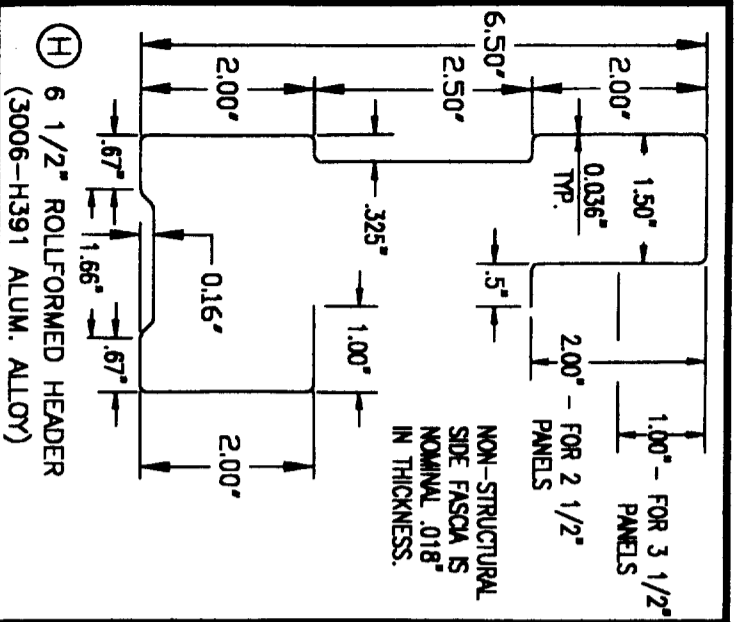 6.50"
2.00"
2.50"
2.00"
.67"
1.66"
.67"
0.16"
.325"
1.00"
2.00"
0.036"
TYP.
1.50"
.5"
2.00" - FOR 2 1/2"
PANELS
1.00" - FOR 3 1/2"
PANELS
NON-STRUCTURAL
SIDE FASCIA IS
NOMINAL .018"
IN THICKNESS.
H 6 1/2" ROLLFORMED HEADER
(3006-H391 ALUM. ALLOY)